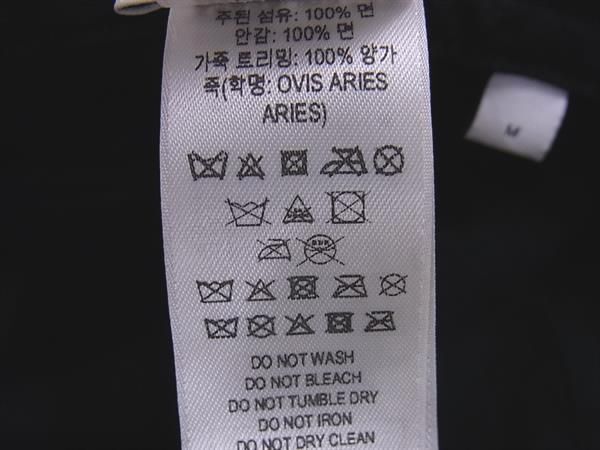 주원 섬유: 100% 면
안감: 100% 면
가죽 트리밍: 100% 양가
죽(학명: OVIS ARIES
ARIES)
DO NOT WASH
DO NOT BLEACH
DO NOT TUMBLE DRY
DO NOT IRON
DO NOT DRY CLEAN
M